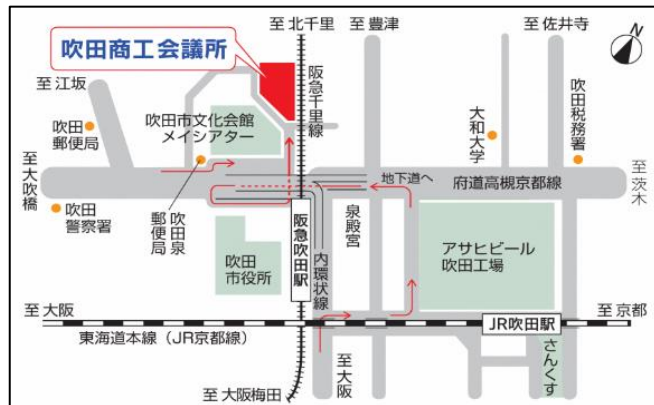 至北千里
至豊津
至佐井寺
吹田商工会議所
至江坂
阪急千里線
吹田市文化会館
メイシアター
吹田
郵便局
大和大学
吹田税務署
至大吹橋
地下道へ
府道高槻京都線
至茨木
吹田
警察署
吹田泉
郵便局
阪急吹田駅
泉殿宮
吹田
市役所
内環状線
アサヒビール
吹田工場
至大阪
JR吹田駅
至京都
東海道本線(JR京都線)
至大阪
さんくす
至大阪梅田